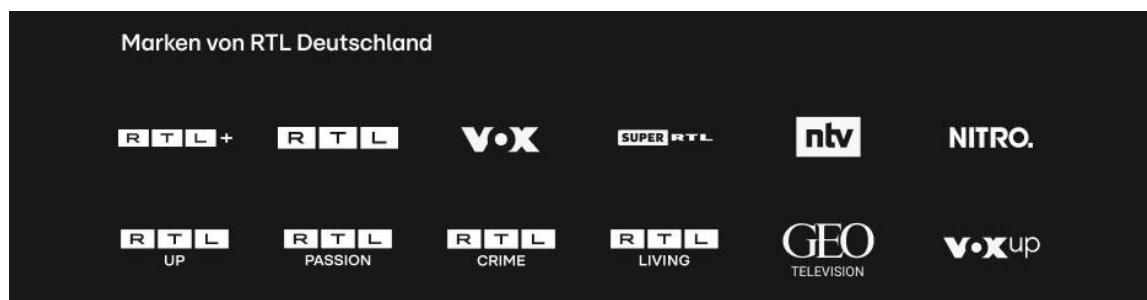 Marken von RTL Deutschland
RTL+
RTL
VOX
SUPER RTL
ntv
NITRO.
RTL
UP
RTL
PASSION
RTL
CRIME
RTL
LIVING
GEO
TELEVISION
VOXup